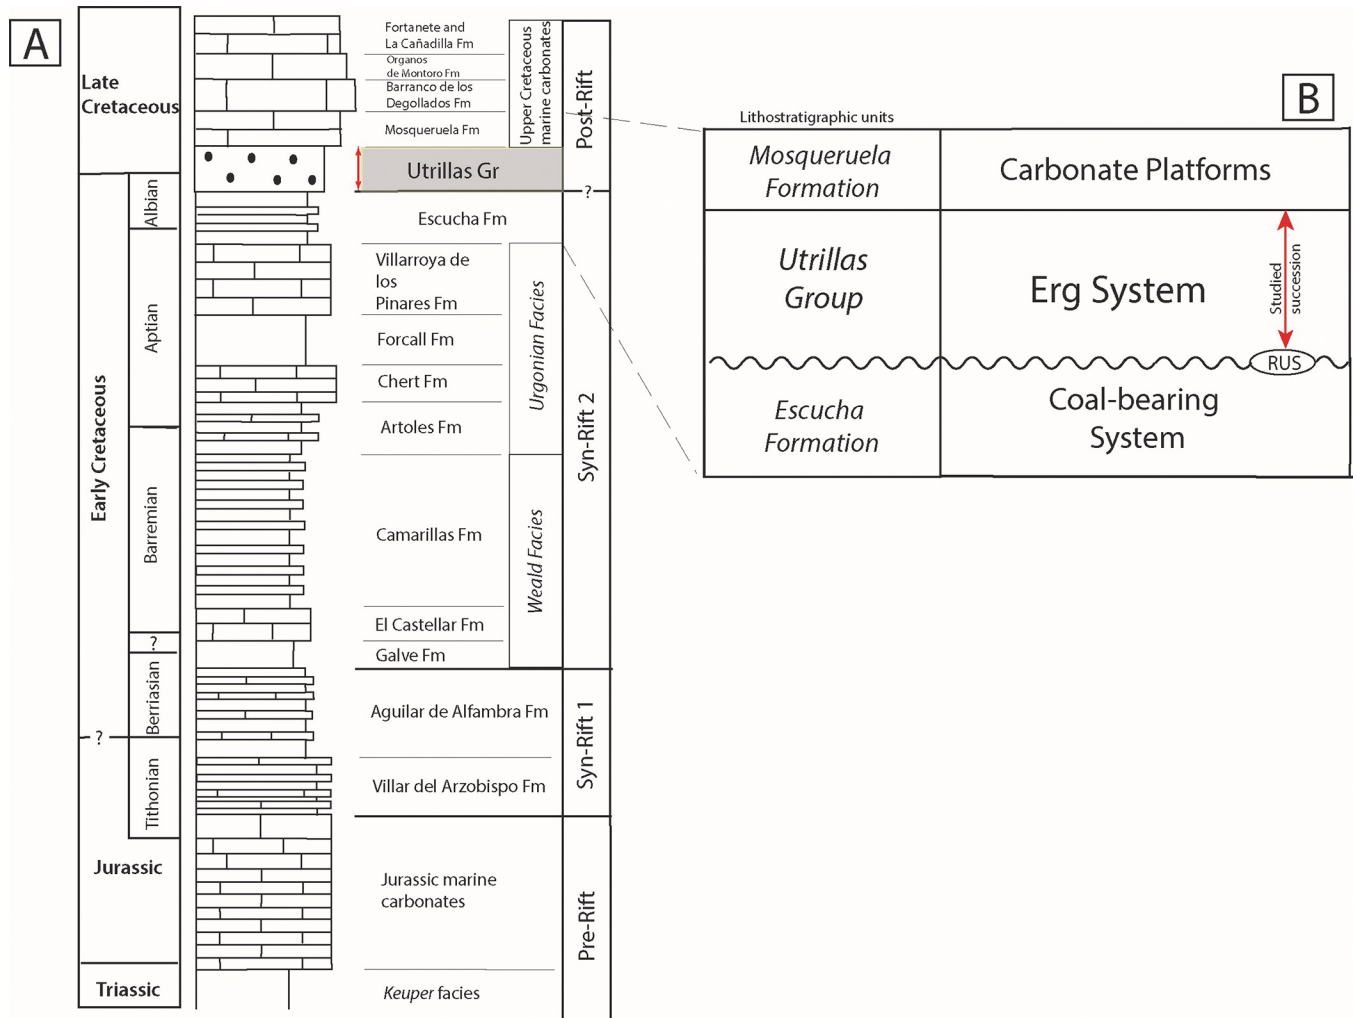 A
Late
Cretaceous
Early Cretaceous
Albian
Aptian
Barremian
?
Berriasian
?
Tithonian
Jurassic
Triassic
Fortanete and
La Cañadilla Fm
Organos
de Montoro Fm
Barranco de los
Degollados Fm
Mosqueruela Fm
Utrillas Gr
Escucha Fm
Villarroya de
los
Pinares Fm
Forcall Fm
Chert Fm
Artoles Fm
Camarillas Fm
El Castellar Fm
Galve Fm
Aguilar de Alfambra Fm
Villar del Arzobispo Fm
Jurassic marine
carbonates
Keuper facies
Upper Cretaceous
marine carbonates
Urgonian Facies
Weald Facies
Post-Rift
?
Syn-Rift 2
Syn-Rift 1
Pre-Rift
B
Lithostratigraphic units
Mosqueruela
Formation
Carbonate Platforms
Utrillas
Group
Erg System
Studied
succession
RUS
Escucha
Formation
Coal-bearing
System